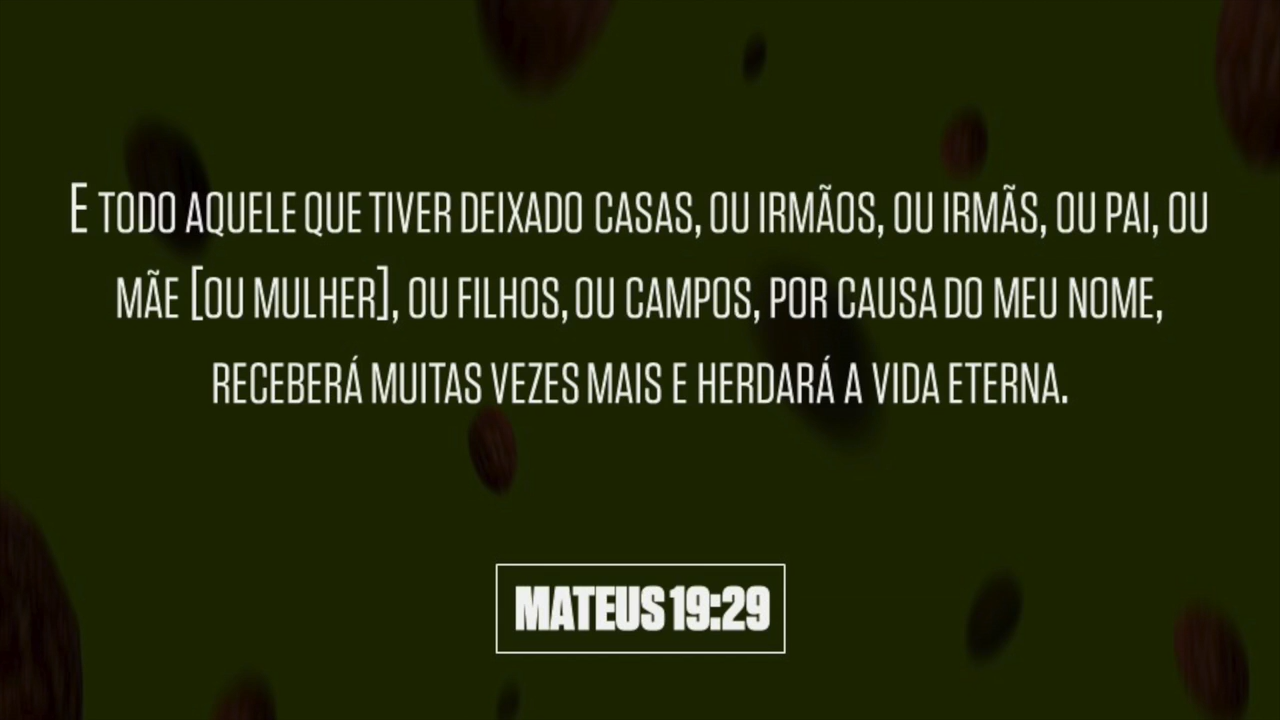 E TODO AQUELE QUE TIVER DEIXADO CASAS, OU IRMÃOS, OU IRMÃS, OU PAI, OU
MÃE [OU MULHER], OU FILHOS, OU CAMPOS, POR CAUSA DO MEU NOME,
RECEBERÁ MUITAS VEZES MAIS E HERDARÁ A VIDA ETERNA.
MATEUS 19:29